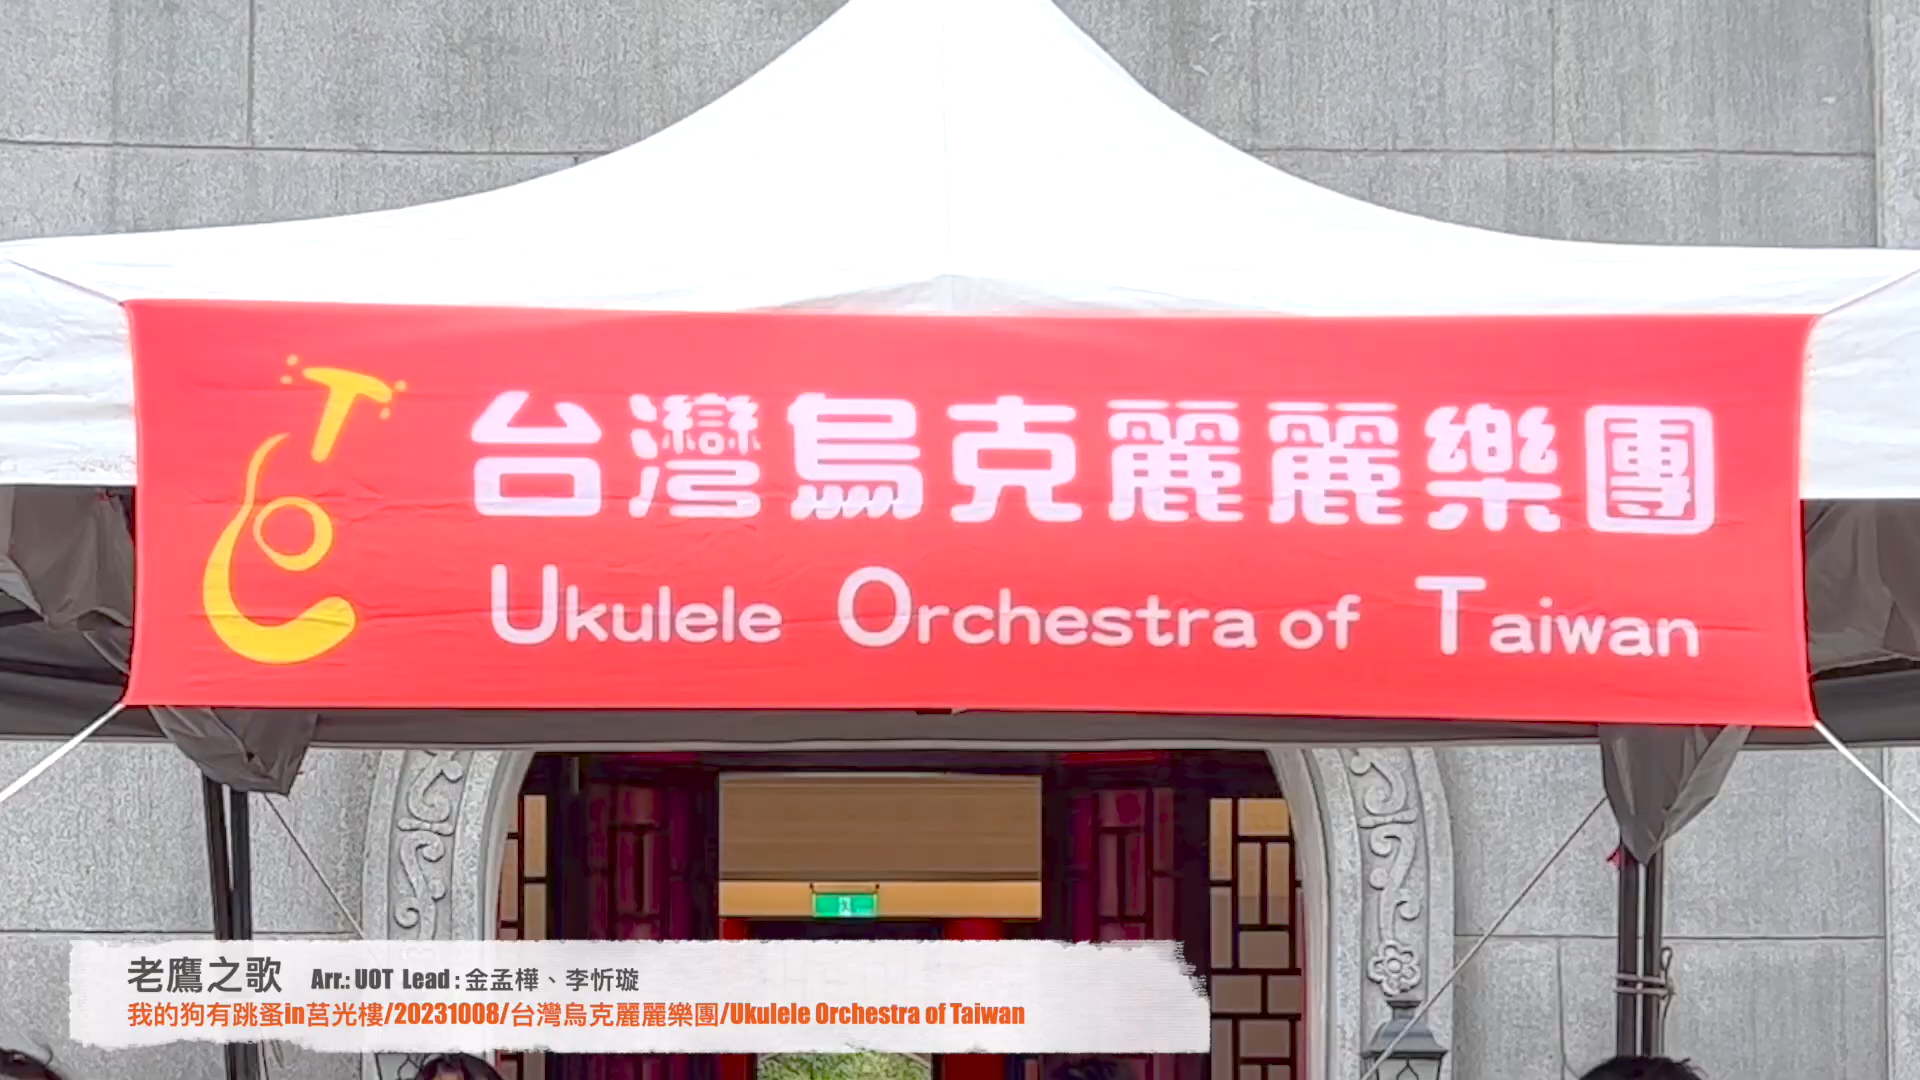 台灣烏克麗麗樂團
Ukulele Orchestra of Taiwan
老鷹之歌 Arr.: UOT Lead : 金孟樺、李忻璇
我的狗有跳蚤in莒光樓/20231008/台灣烏克麗麗樂團/Ukulele Orchestra of Taiwan